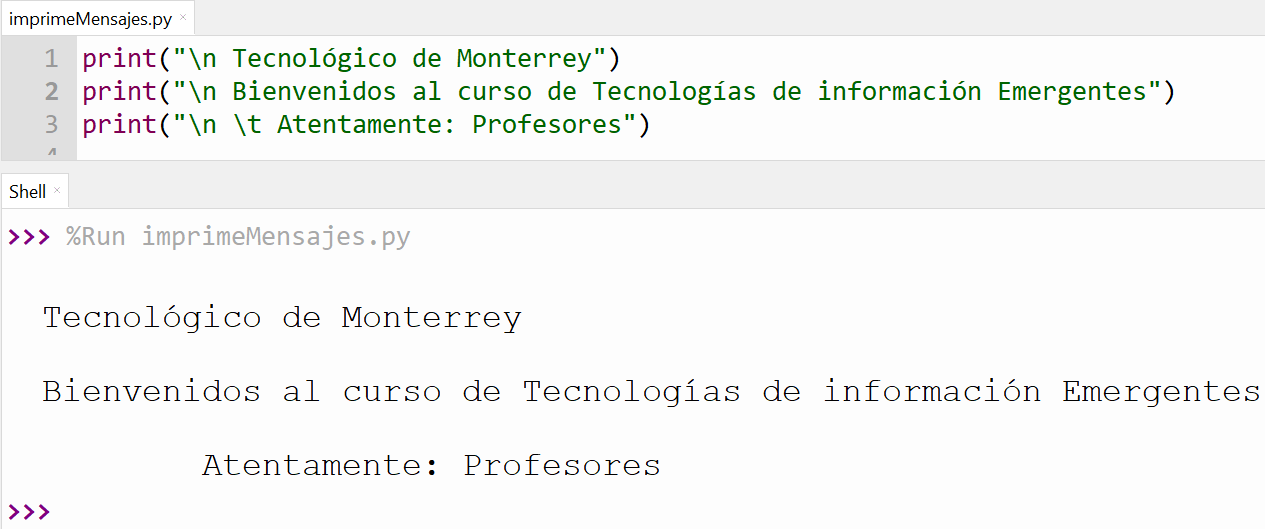 imprimeMensajes.py ×
1 print("\n Tecnológico de Monterrey")
2 print("\n Bienvenidos al curso de Tecnologías de información Emergentes")
3 print("\n \t Atentamente: Profesores")
4
Shell ×
>>> %Run imprimeMensajes.py
Tecnológico de Monterrey
Bienvenidos al curso de Tecnologías de información Emergentes
Atentamente: Profesores
>>>